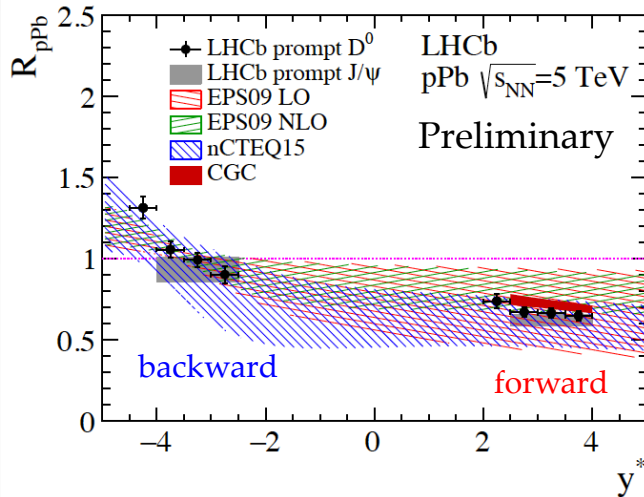 R_pPb
2.5
2
1.5
1
0.5
0
LHCb prompt D⁰
LHCb prompt J/ψ
EPS09 LO
EPS09 NLO
nCTEQ15
CGC
LHCb
pPb √s_NN=5 TeV
Preliminary
backward
forward
−4 −2 0 2 4
y*